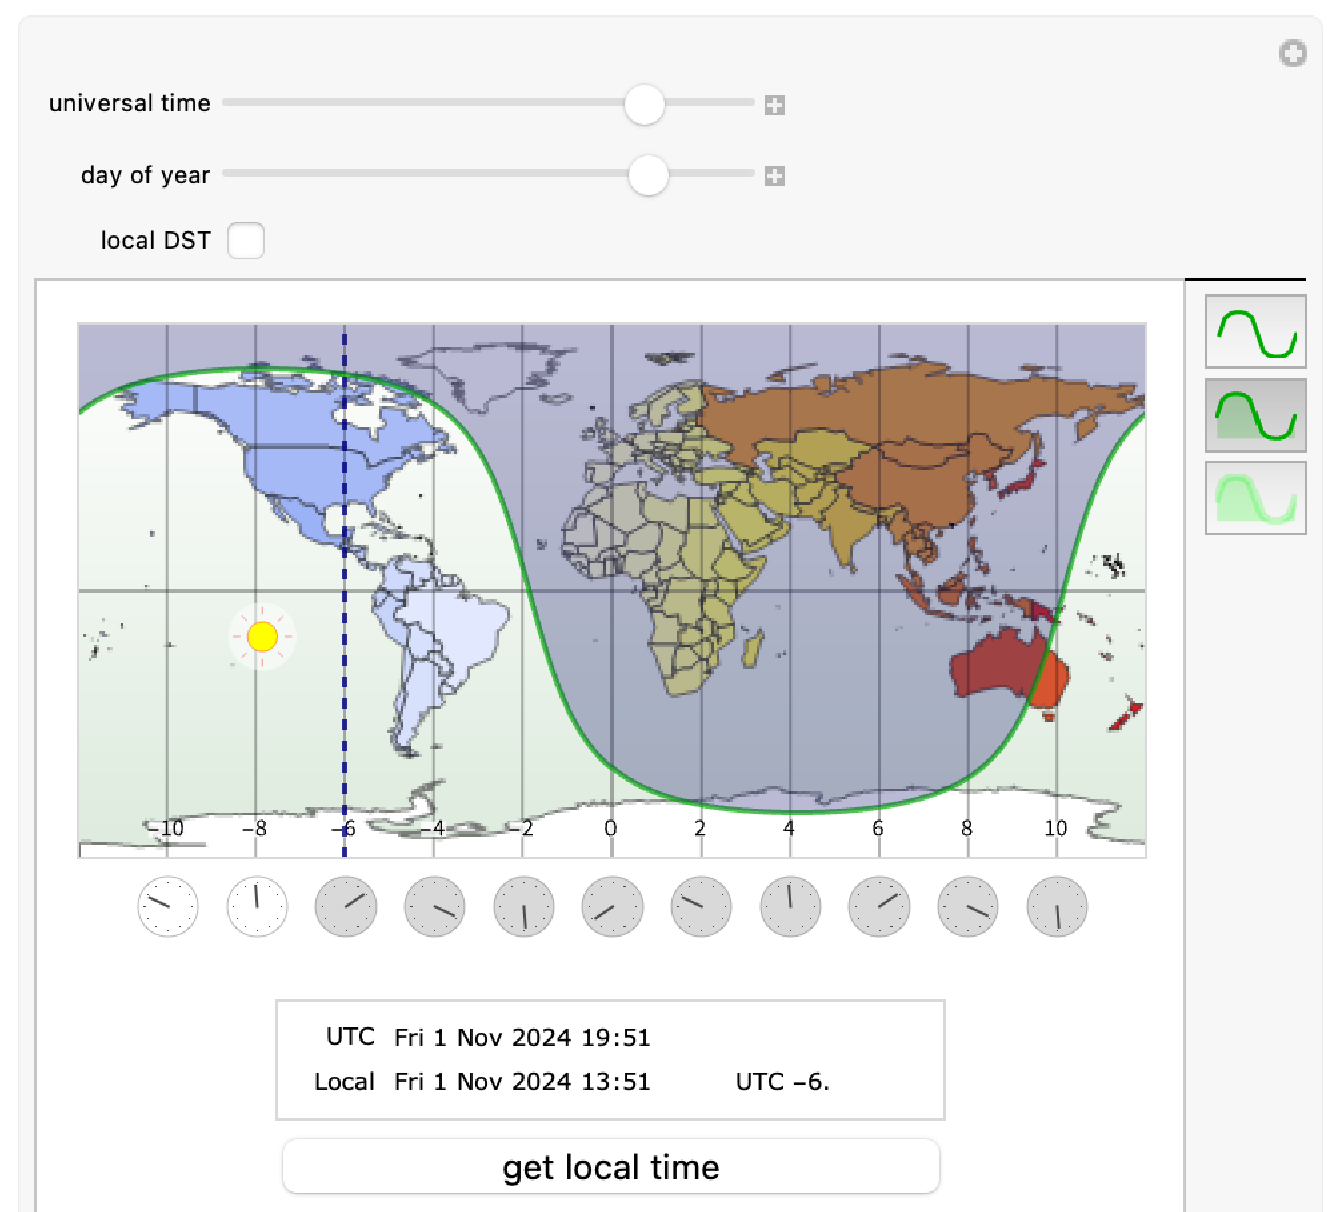 universal time
day of year
local DST
−10 −8 −6 −4 −2 0 2 4 6 8 10
UTC Fri 1 Nov 2024 19:51
Local Fri 1 Nov 2024 13:51 UTC −6.
get local time